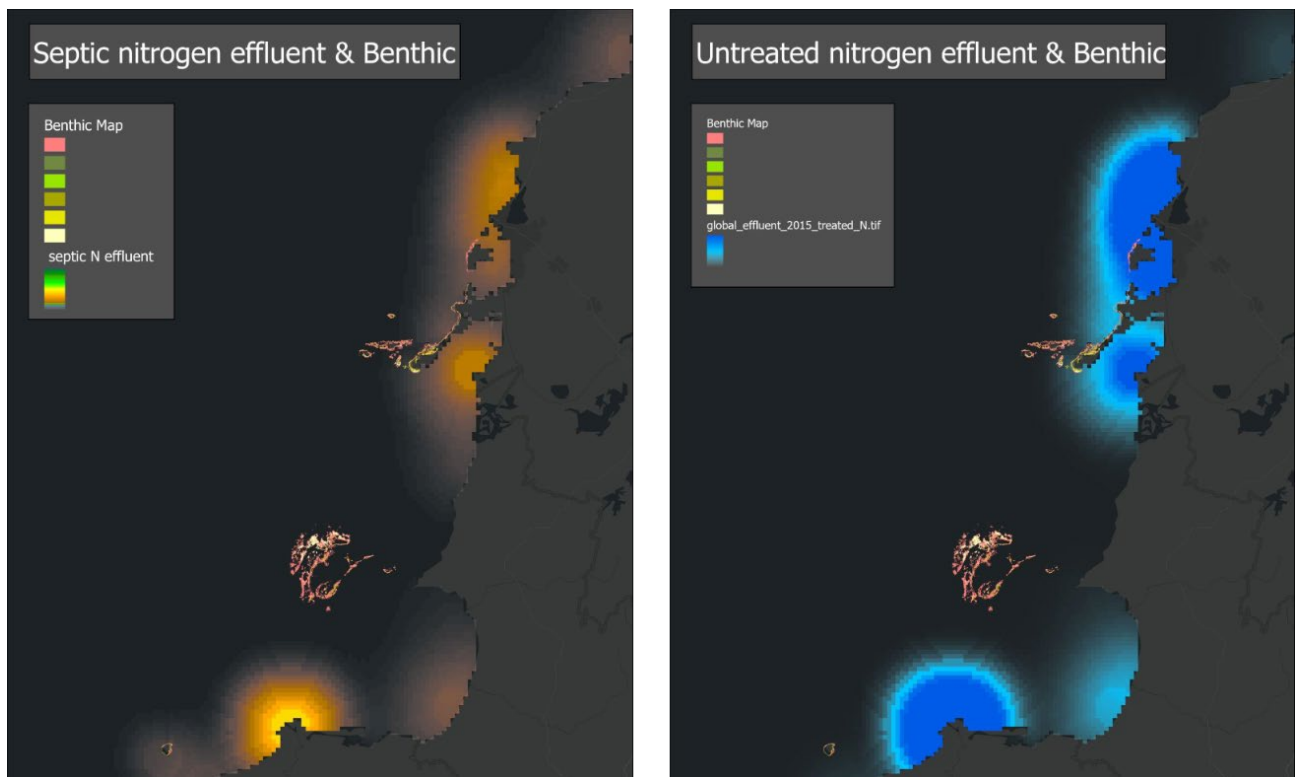 Septic nitrogen effluent & Benthic
Benthic Map
septic N effluent
Untreated nitrogen effluent & Benthic
Benthic Map
global_effluent_2015_treated_N.tif